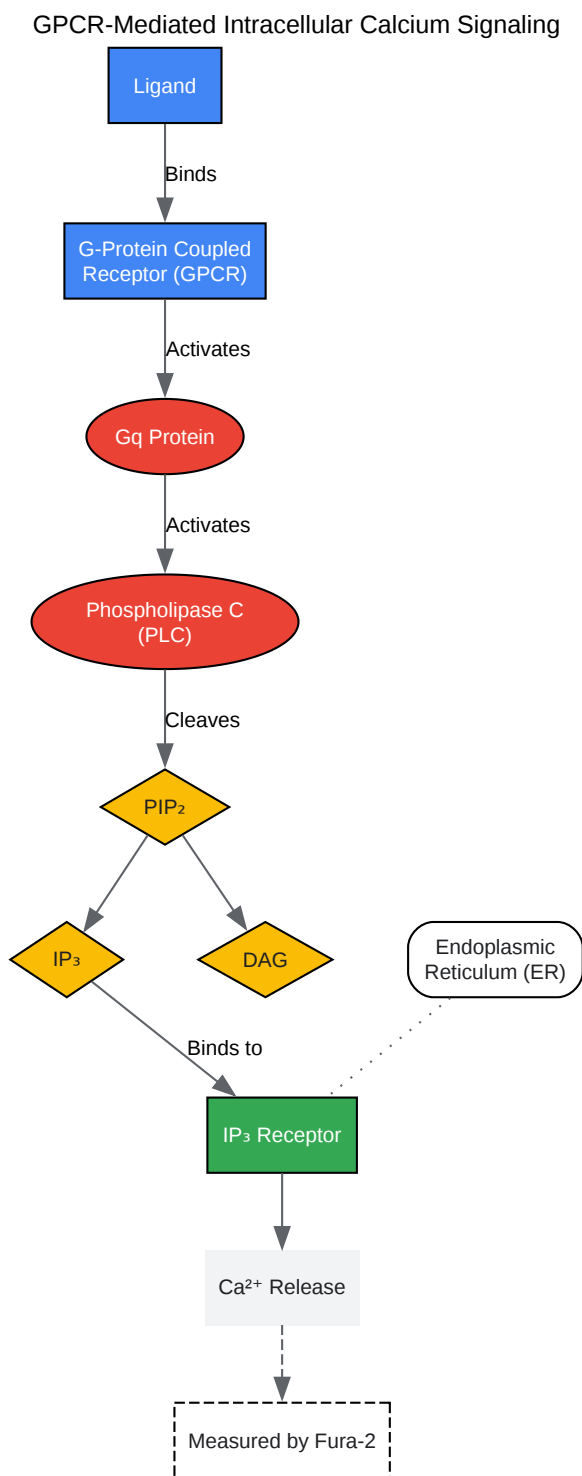 GPCR-Mediated Intracellular Calcium Signaling
Ligand
Binds
G-Protein Coupled
Receptor (GPCR)
Activates
Gq Protein
Activates
Phospholipase C
(PLC)
Cleaves
PIP₂
IP₃
DAG
Endoplasmic
Reticulum (ER)
Binds to
IP₃ Receptor
Ca²⁺ Release
Measured by Fura-2